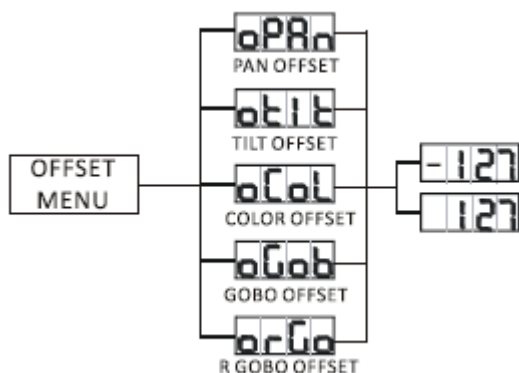 oPAn
PAN OFFSET
otIt
TILT OFFSET
OFFSET
MENU
oCoL
COLOR OFFSET
-127
127
oGob
GOBO OFFSET
orGo
R GOBO OFFSET